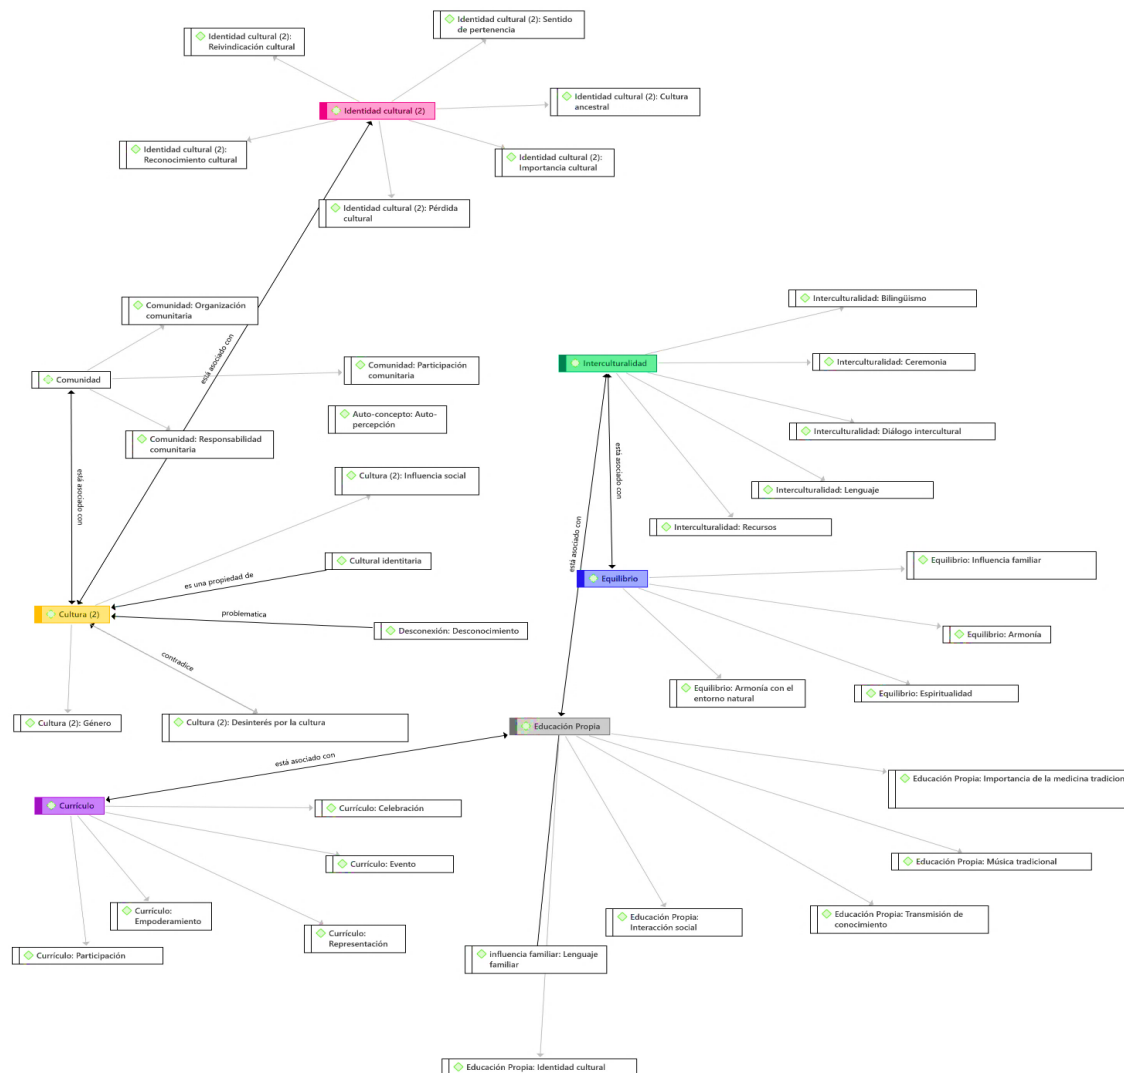 Identidad cultural (2): Sentido
de pertenencia
Identidad cultural (2):
Reivindicación cultural
Identidad cultural (2)
Identidad cultural (2): Cultura
ancestral
Identidad cultural (2):
Reconocimiento cultural
Identidad cultural (2):
Importancia cultural
Identidad cultural (2): Pérdida
cultural
Comunidad: Organización
comunitaria
está asociado con
Comunidad
Comunidad: Participación
comunitaria
Auto-concepto: Auto-
percepción
Comunidad: Responsabilidad
comunitaria
está asociado con
Cultura (2): Influencia social
Cultural identitaria
es una propiedad de
Cultura (2)
problematica
Desconexión: Desconocimiento
contradice
Cultura (2): Género
Cultura (2): Desinterés por la cultura
Interculturalidad: Bilingüismo
Interculturalidad
Interculturalidad: Ceremonia
Interculturalidad: Diálogo intercultural
está asociado con
Interculturalidad: Lenguaje
Interculturalidad: Recursos
está asociado con
Equilibrio: Influencia familiar
Equilibrio
Equilibrio: Armonía
Equilibrio: Armonía con el
entorno natural
Equilibrio: Espiritualidad
Educación Propia
está asociado con
Educación Propia: Importancia de la medicina tradicion
Currículo
Currículo: Celebración
Currículo: Evento
Educación Propia: Música tradicional
Currículo:
Empoderamiento
Currículo:
Representación
Currículo: Participación
Educación Propia:
Interacción social
Educación Propia: Transmisión de
conocimiento
influencia familiar: Lenguaje
familiar
Educación Propia: Identidad cultural